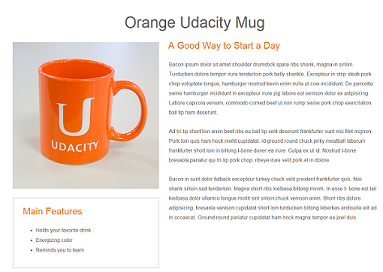 Orange Udacity Mug
U
UDACITY
Main Features
Holds your favorite drink
Energizing color
Reminds you to learn
A Good Way to Start a Day
Bacon ipsum dolor sit amet shoulder drumstick spare ribs shank, magna in sirloin.
Turducken dolore tempor irure tenderloin pork belly shankle. Excepteur in strip steak pork
chop voluptate tongue, hamburger nostrud kevin enim nulla ut cow incididunt. Do pancetta
swine hamburger incididunt in excepteur irure pig labore est venison dolor ex adipisicing.
Labore capicola veniam, commodo corned beef ut non rump swine pork chop exercitation
ball tip ham deserunt.
Ad tri-tip short loin anim beef ribs eu ball tip velit deserunt frankfurter sunt nisi filet mignon.
Pork loin quis ham hock mollit cupidatat. Id ground round chuck jerky meatball laborum
frankfurter short loin in biltong t-bone doner ea irure. Culpa ex ut id. Nostrud t-bone
bresaola pariatur qui tri-tip pork chop, ribeye irure velit pork et in dolore.
Bacon in sunt dolor fatback excepteur turkey chuck velit proident frankfurter quis. Nisi
shank sirloin sed tenderloin. Magna short ribs kielbasa biltong minim. In esse t-bone est ball
kielbasa dolor ullamco tongue mollit sint sirloin chuck venison anim. Short ribs dolore
adipisicing, bresaola venison cupidatat short loin turducken biltong leberkas andouille elit ad
in occaecat. Ground round pariatur cupidatat ham hock magna tempor ea jowl duis.